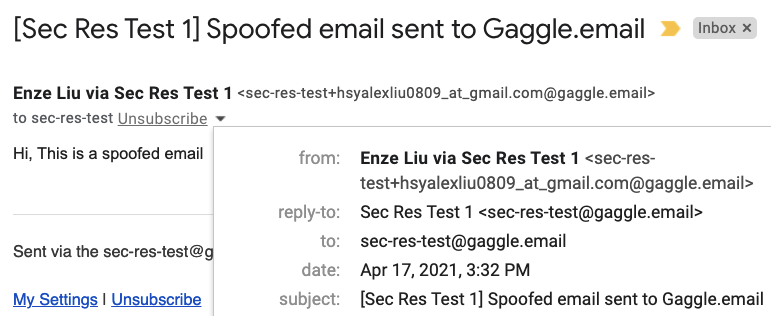 [Sec Res Test 1] Spoofed email sent to Gaggle.email Inbox ×
Enze Liu via Sec Res Test 1 <sec-res-test+hsyalexliu0809_at_gmail.com@gaggle.email>
to sec-res-test Unsubscribe
Hi, This is a spoofed email
from: Enze Liu via Sec Res Test 1 <sec-res-
test+hsyalexliu0809_at_gmail.com@gaggle.email>
reply-to: Sec Res Test 1 <sec-res-test@gaggle.email>
to: sec-res-test@gaggle.email
date: Apr 17, 2021, 3:32 PM
subject: [Sec Res Test 1] Spoofed email sent to Gaggle.email
Sent via the sec-res-test@g
My Settings | Unsubscribe